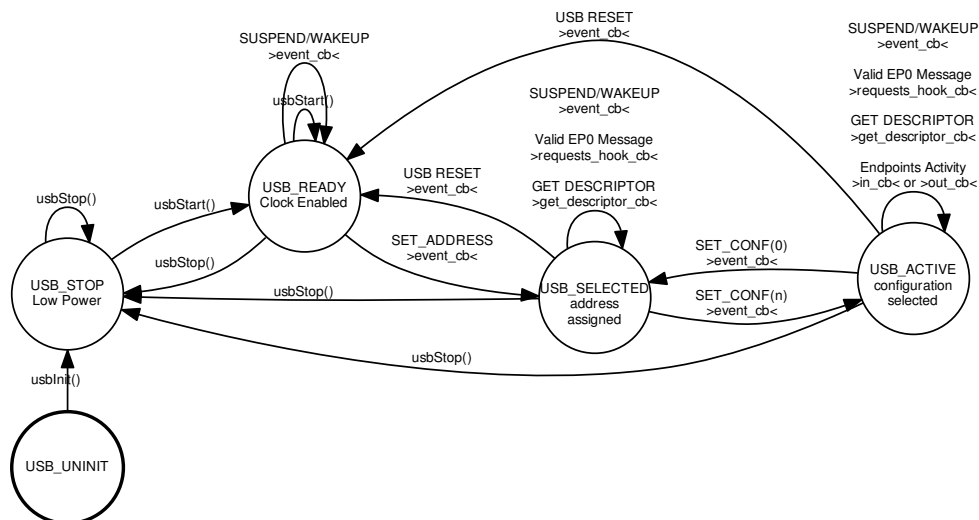 USB RESET
>event_cb<
SUSPEND/WAKEUP
>event_cb<
usbStart()
SUSPEND/WAKEUP
>event_cb<
Valid EP0 Message
>requests_hook_cb<
GET DESCRIPTOR
>get_descriptor_cb<
SUSPEND/WAKEUP
>event_cb<
Valid EP0 Message
>requests_hook_cb<
GET DESCRIPTOR
>get_descriptor_cb<
Endpoints Activity
>in_cb< or >out_cb<
USB RESET
>event_cb<
USB_READY
Clock Enabled
usbStop()
usbStart()
usbStop()
SET_ADDRESS
>event_cb<
SET_CONF(0)
>event_cb<
USB_STOP
Low Power
usbStop()
USB_SELECTED
address
assigned
SET_CONF(n)
>event_cb<
USB_ACTIVE
configuration
selected
usbStop()
usbInit()
USB_UNINIT